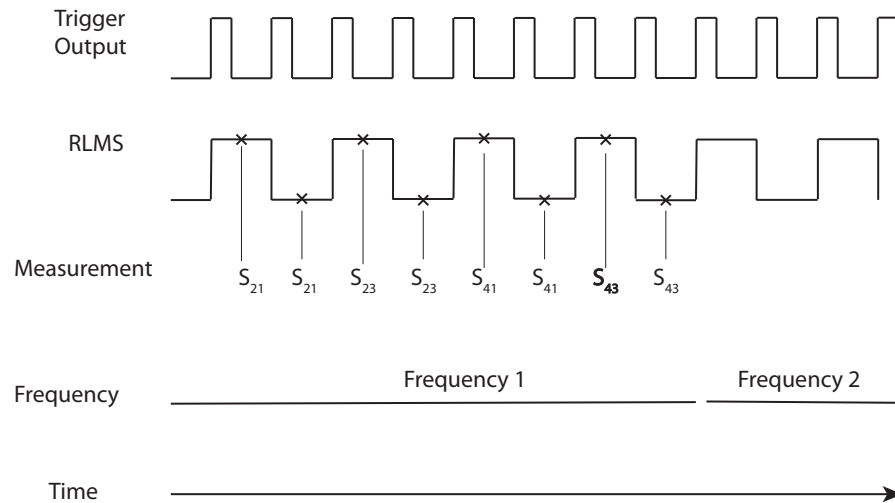 Trigger
Output
RLMS
Measurement
S21 S21 S23 S23 S41 S41 S43 S43
Frequency
Frequency 1 Frequency 2
Time